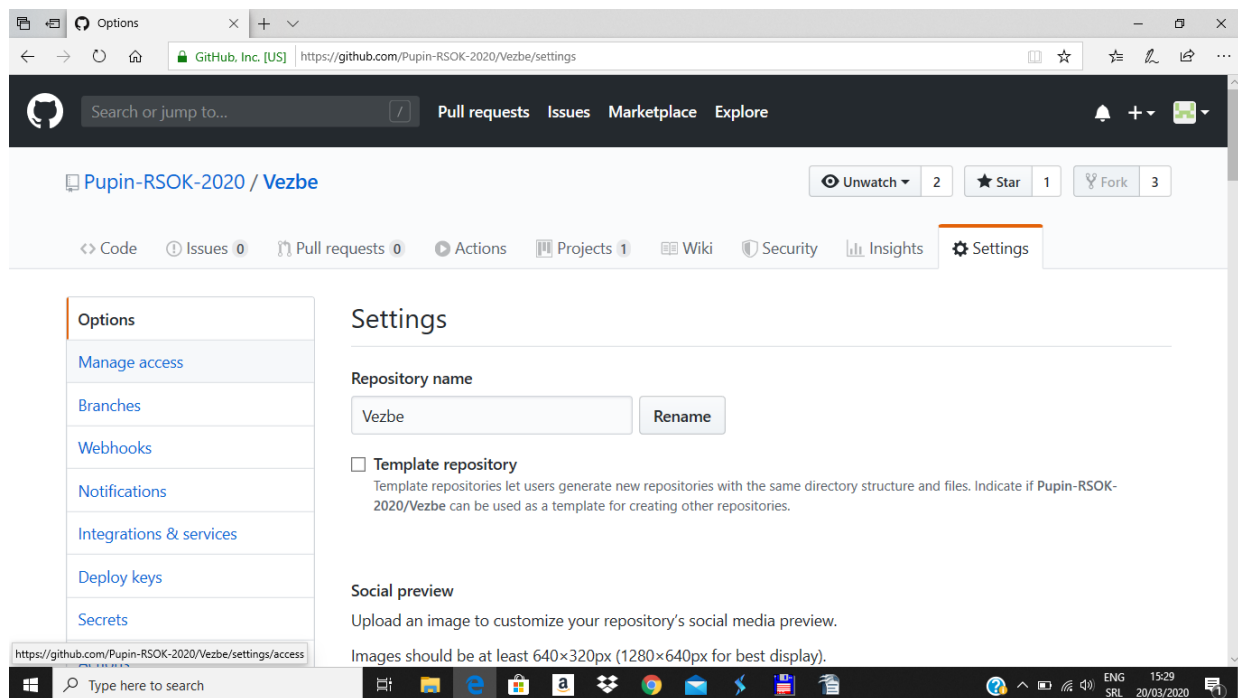 Options
GitHub, Inc. [US] https://github.com/Pupin-RSOK-2020/Vezbe/settings
Search or jump to... / Pull requests Issues Marketplace Explore
Pupin-RSOK-2020 / Vezbe Unwatch 2 Star 1 Fork 3
Code Issues 0 Pull requests 0 Actions Projects 1 Wiki Security Insights Settings
Options
Manage access
Branches
Webhooks
Notifications
Integrations & services
Deploy keys
Secrets
Actions
Settings
Repository name
Vezbe Rename
Template repository
Template repositories let users generate new repositories with the same directory structure and files. Indicate if Pupin-RSOK-
2020/Vezbe can be used as a template for creating other repositories.
Social preview
Upload an image to customize your repository's social media preview.
Images should be at least 640×320px (1280×640px for best display).
https://github.com/Pupin-RSOK-2020/Vezbe/settings/access
Type here to search
a
ENG 15:29
SRL 20/03/2020